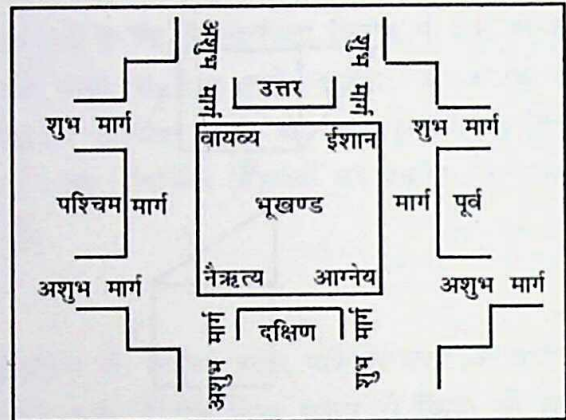 अशुभ मार्ग
शुभ मार्ग
उत्तर
शुभ मार्ग
शुभ मार्ग
वायव्य ईशान
पश्चिम मार्ग
भूखण्ड
मार्ग पूर्व
नैऋत्य आग्नेय
अशुभ मार्ग
अशुभ मार्ग
अशुभ मार्ग
दक्षिण
शुभ मार्ग